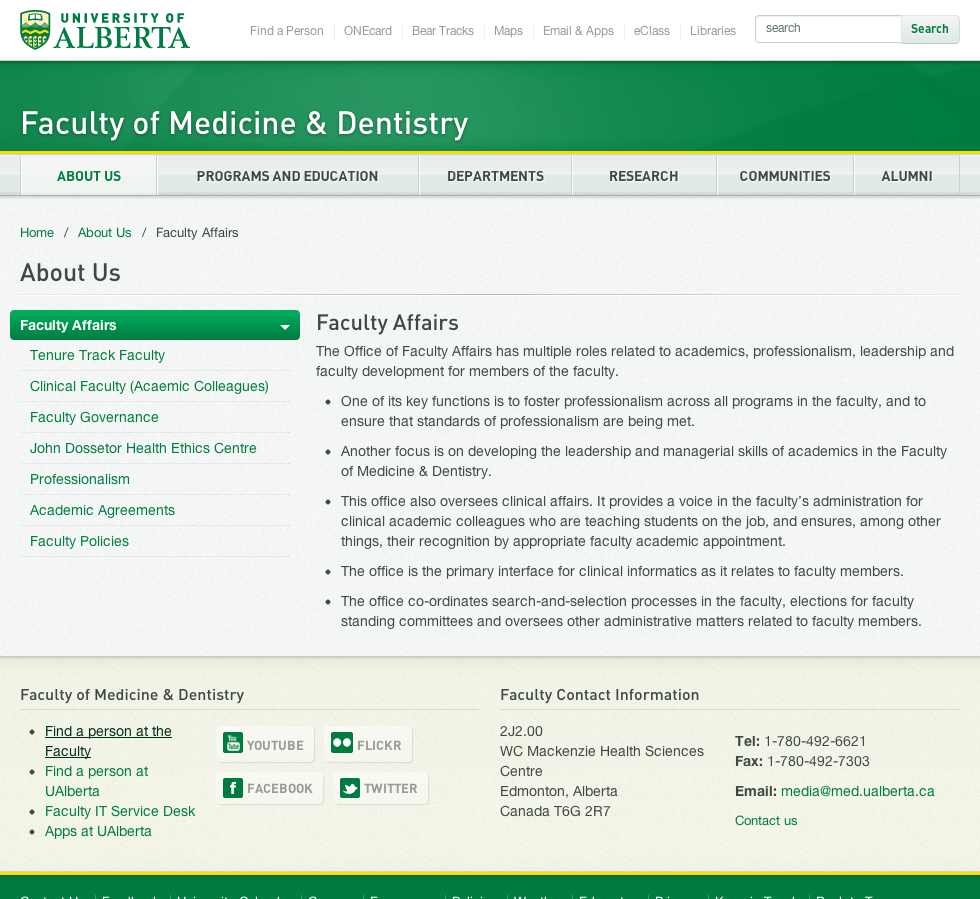 UNIVERSITY OF
ALBERTA
Find a Person ONEcard Bear Tracks Maps Email & Apps eClass Libraries
search Search
Faculty of Medicine & Dentistry
ABOUT US PROGRAMS AND EDUCATION DEPARTMENTS RESEARCH COMMUNITIES ALUMNI
Home / About Us / Faculty Affairs
About Us
Faculty Affairs
Tenure Track Faculty
Clinical Faculty (Acaemic Colleagues)
Faculty Governance
John Dossetor Health Ethics Centre
Professionalism
Academic Agreements
Faculty Policies
Faculty Affairs
The Office of Faculty Affairs has multiple roles related to academics, professionalism, leadership and
faculty development for members of the faculty.
• One of its key functions is to foster professionalism across all programs in the faculty, and to
ensure that standards of professionalism are being met.
• Another focus is on developing the leadership and managerial skills of academics in the Faculty
of Medicine & Dentistry.
• This office also oversees clinical affairs. It provides a voice in the faculty’s administration for
clinical academic colleagues who are teaching students on the job, and ensures, among other
things, their recognition by appropriate faculty academic appointment.
• The office is the primary interface for clinical informatics as it relates to faculty members.
• The office co-ordinates search-and-selection processes in the faculty, elections for faculty
standing committees and oversees other administrative matters related to faculty members.
Faculty of Medicine & Dentistry
• Find a person at the
Faculty
• Find a person at
UAlberta
• Faculty IT Service Desk
• Apps at UAlberta
You Tube YOUTUBE FLICKR
f FACEBOOK TWITTER
Faculty Contact Information
2J2.00
WC Mackenzie Health Sciences
Centre
Edmonton, Alberta
Canada T6G 2R7
Tel: 1-780-492-6621
Fax: 1-780-492-7303
Email: media@med.ualberta.ca
Contact us